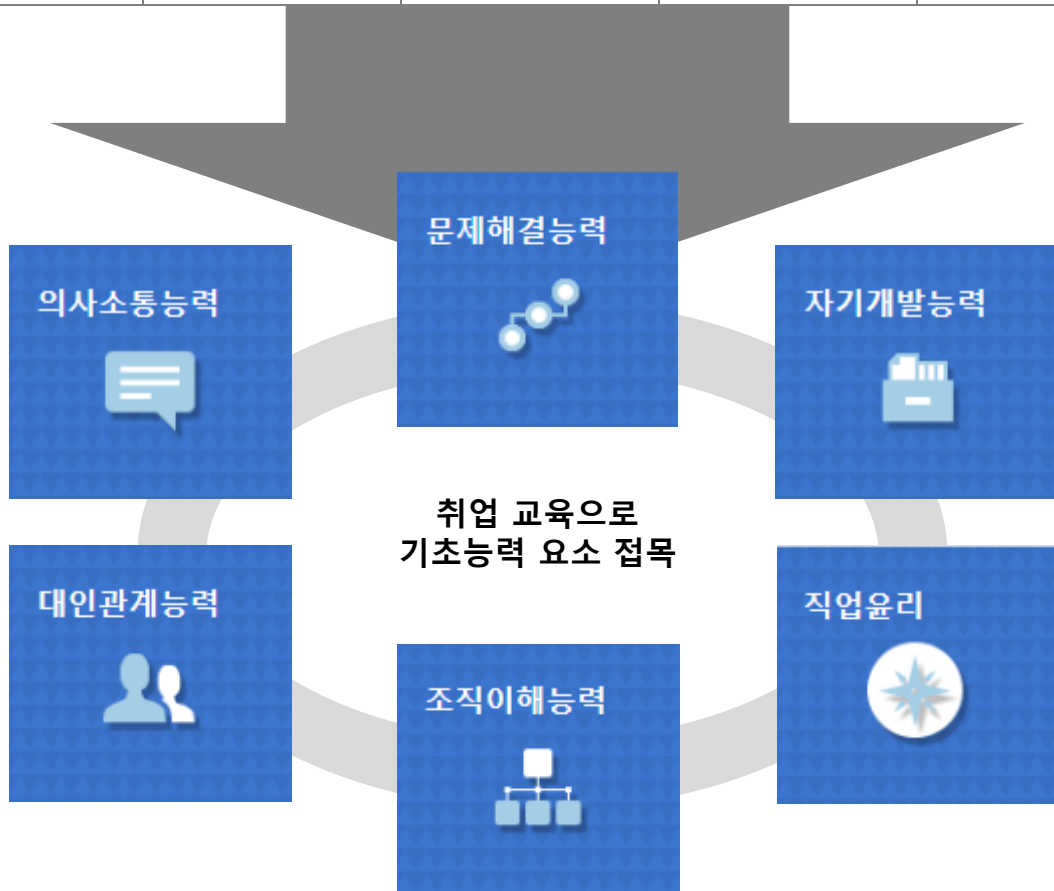 문제해결능력
의사소통능력
자기개발능력
취업 교육으로
기초능력 요소 접목
대인관계능력
직업윤리
조직이해능력